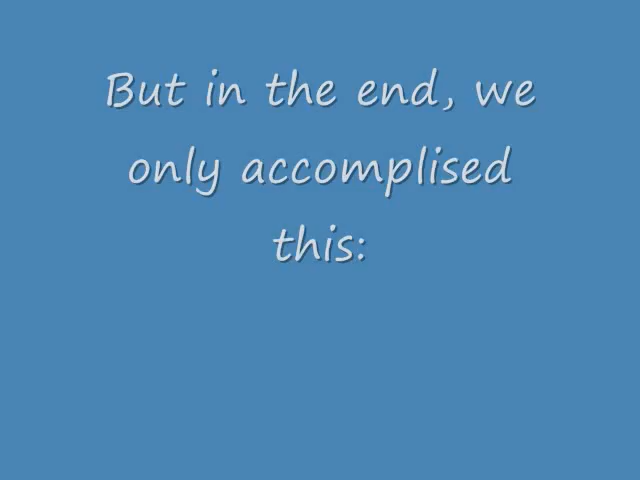 But in the end, we
only accomplised
this: